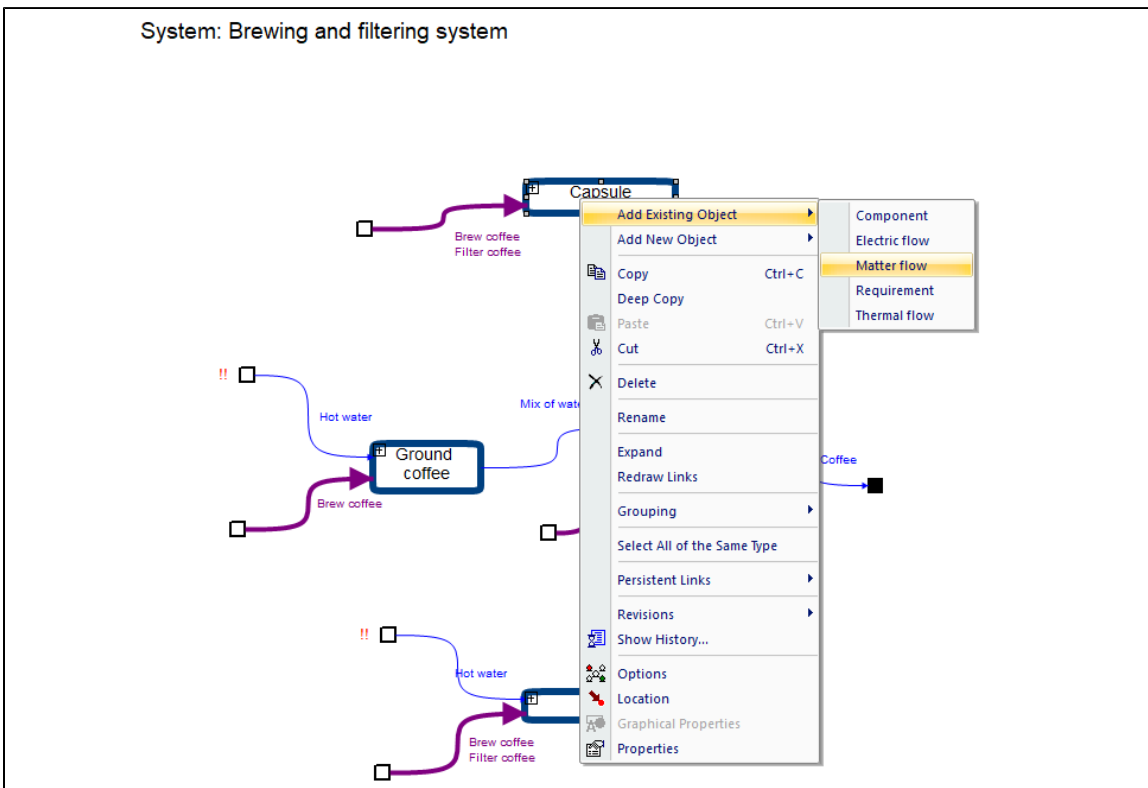 System: Brewing and filtering system
Capsule
Brew coffee
Filter coffee
Add Existing Object
Add New Object
Copy Ctrl+C
Deep Copy
Paste Ctrl+V
Cut Ctrl+X
Delete
Rename
Expand
Redraw Links
Grouping
Select All of the Same Type
Persistent Links
Revisions
Show History...
Options
Location
Graphical Properties
Properties
Component
Electric flow
Matter flow
Requirement
Thermal flow
!!
Hot water
Mix of wate
Ground
coffee
Brew coffee
Coffee
!!
Hot water
Brew coffee
Filter coffee